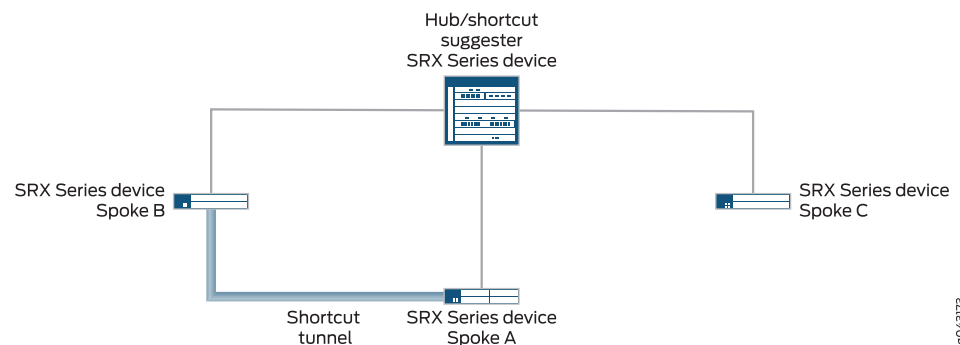 Hub/shortcut
suggester
SRX Series device
SRX Series device
Spoke B
SRX Series device
Spoke C
Shortcut
tunnel
SRX Series device
Spoke A